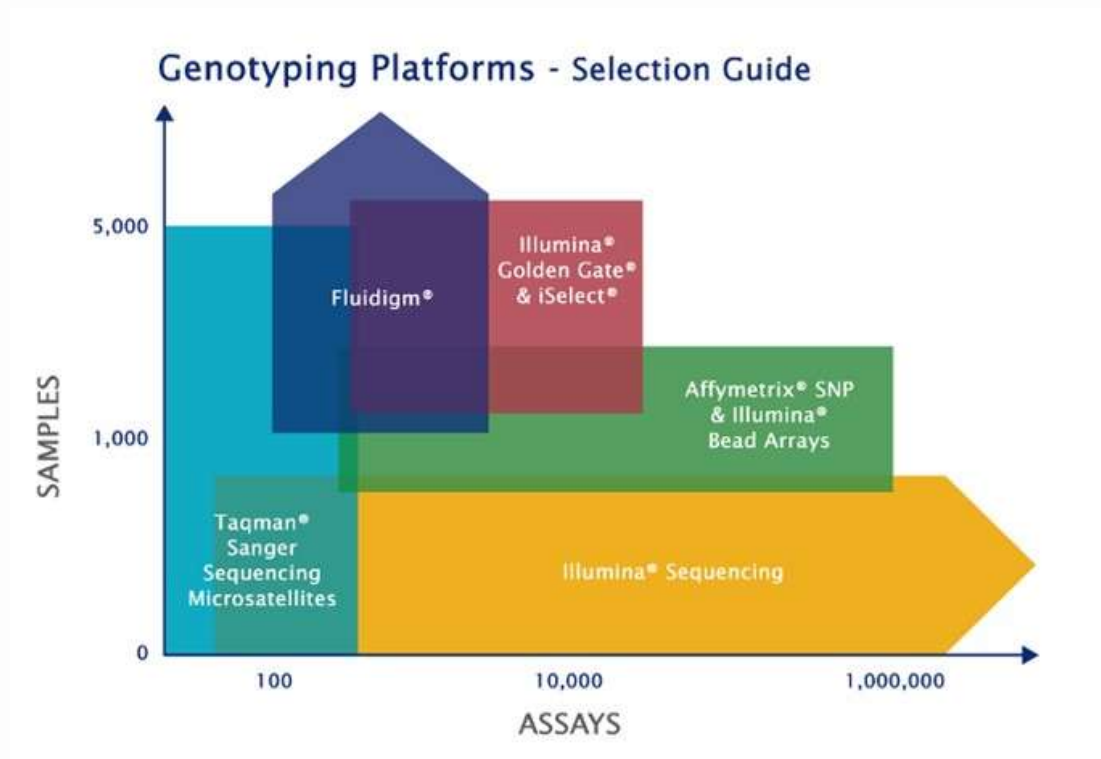 Genotyping Platforms - Selection Guide
5,000
1,000
0
SAMPLES
Fluidigm®
Illumina®
Golden Gate®
& iSelect®
Affymetrix® SNP
& Illumina®
Bead Arrays
Taqman®
Sanger
Sequencing
Microsatellites
Illumina® Sequencing
100
10,000
1,000,000
ASSAYS